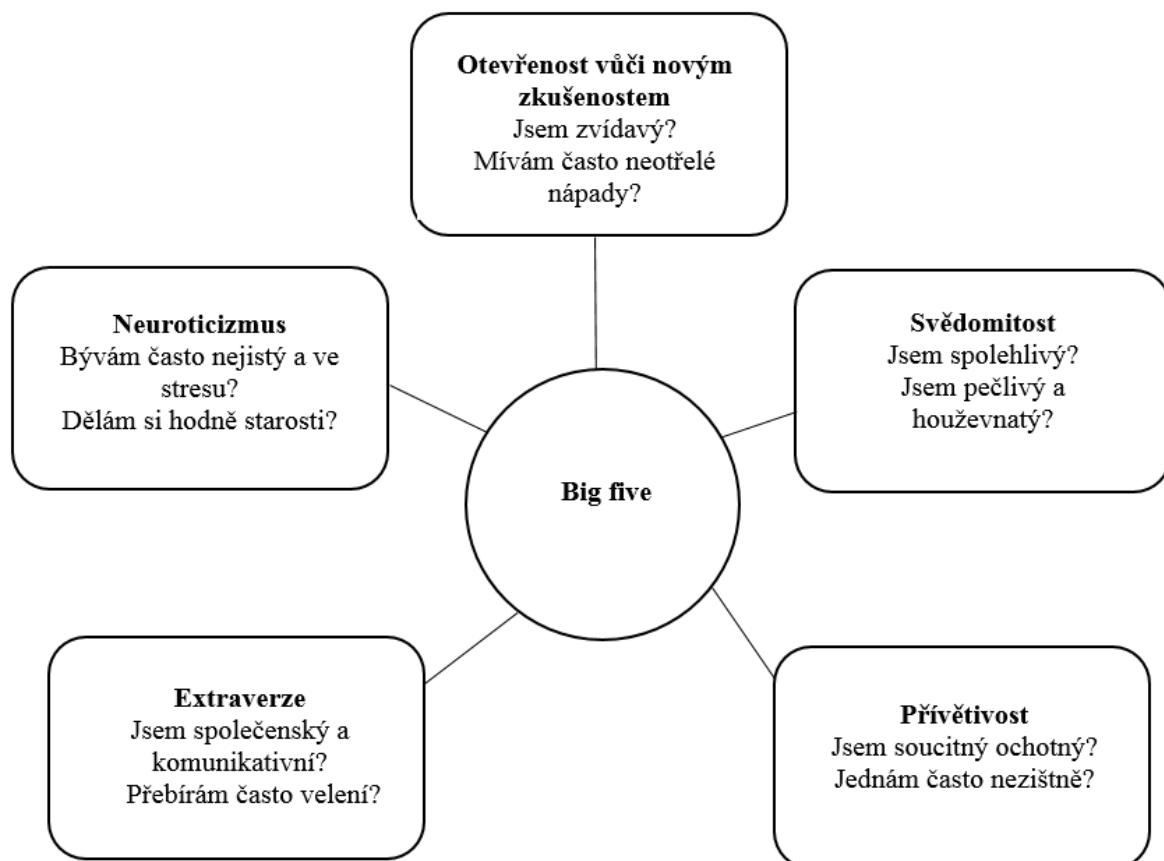 Otevřenost vůči novým
zkušenostem
Jsem zvídavý?
Mívám často neotřelé
nápady?
Neuroticizmus
Bývám často nejistý a ve
stresu?
Dělám si hodně starosti?
Svědomitost
Jsem spolehlivý?
Jsem pečlivý a
houževnatý?
Big five
Extraverze
Jsem společenský a
komunikativní?
Přebírám často velení?
Přívětivost
Jsem soucitný ochotný?
Jednám často nezištně?